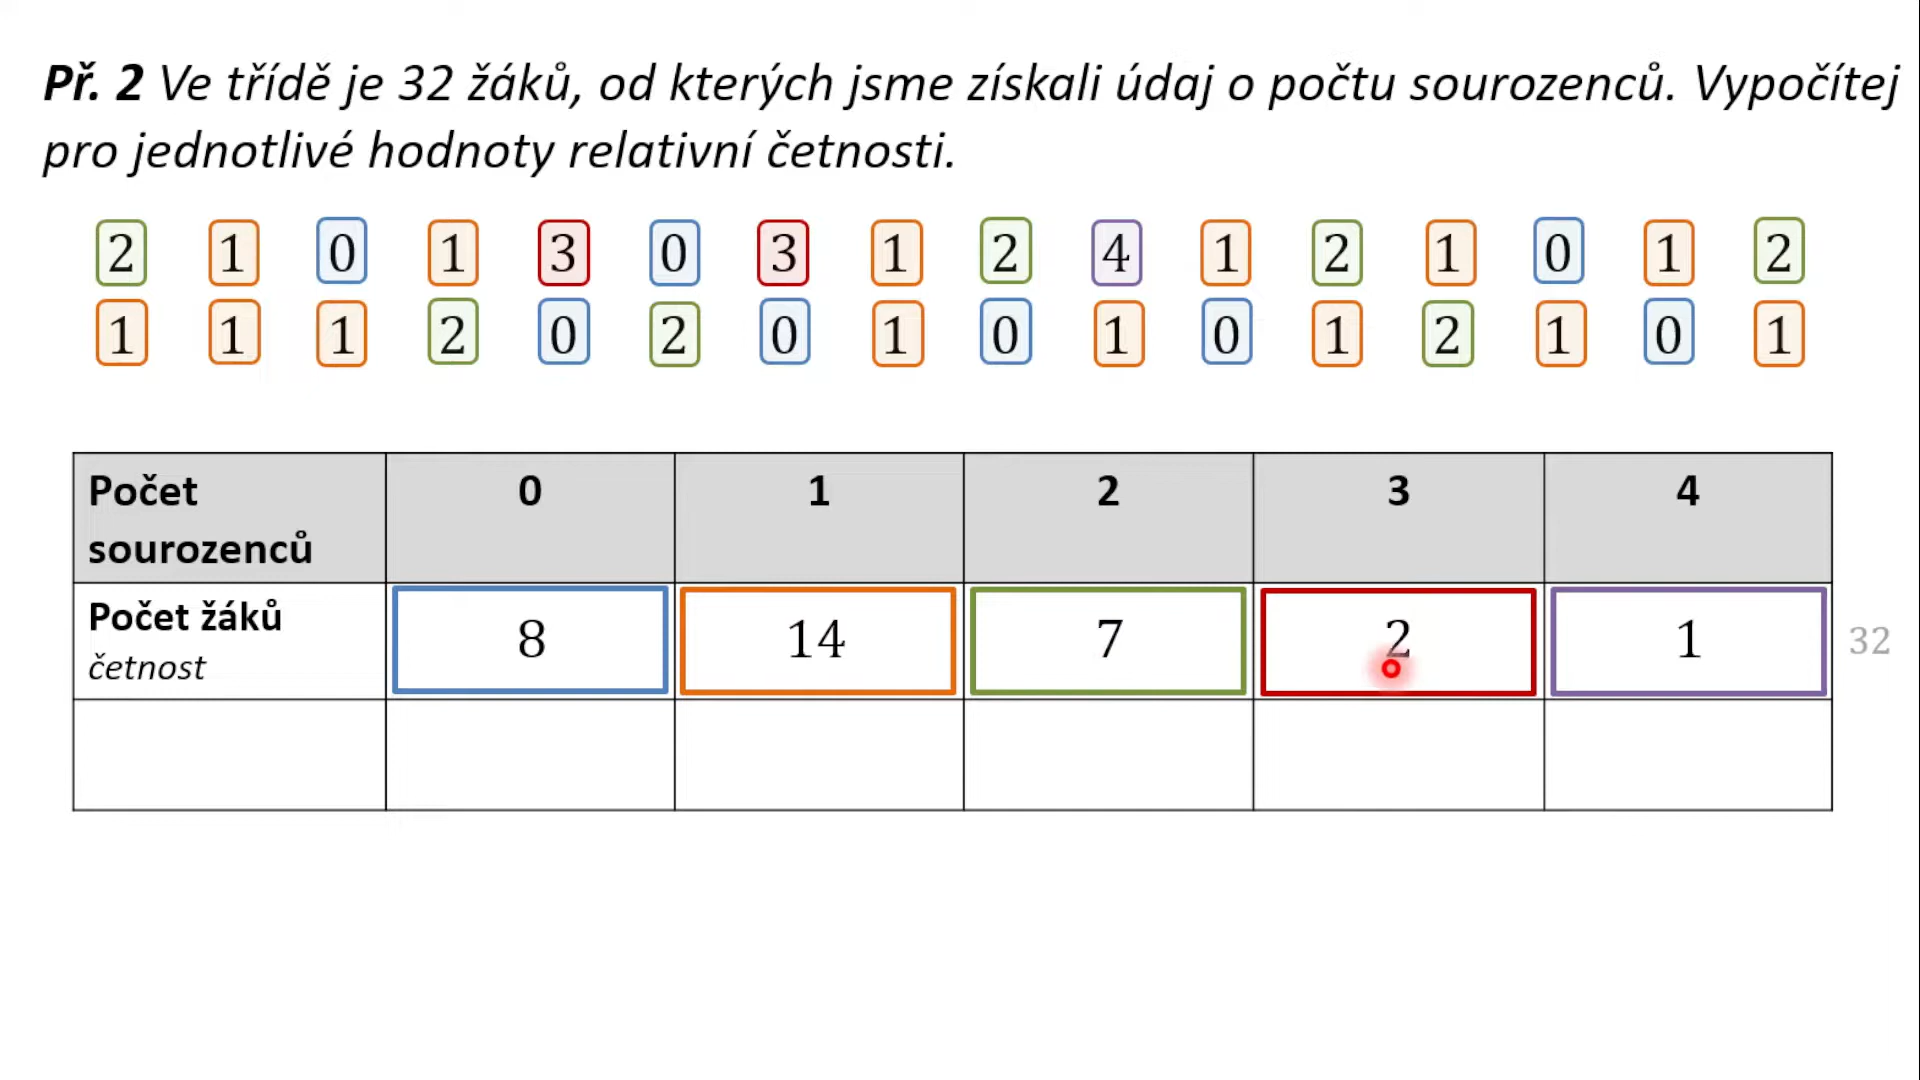 Př. 2 Ve třídě je 32 žáků, od kterých jsme získali údaj o počtu sourozenců. Vypočítej
pro jednotlivé hodnoty relativní četnosti.
2 1 0 1 3 0 3 1 2 4 1 2 1 0 1 2
1 1 1 2 0 2 0 1 0 1 0 1 2 1 0 1
Počet sourozenců 0 1 2 3 4
Počet žáků četnost 8 14 7 2 1 32